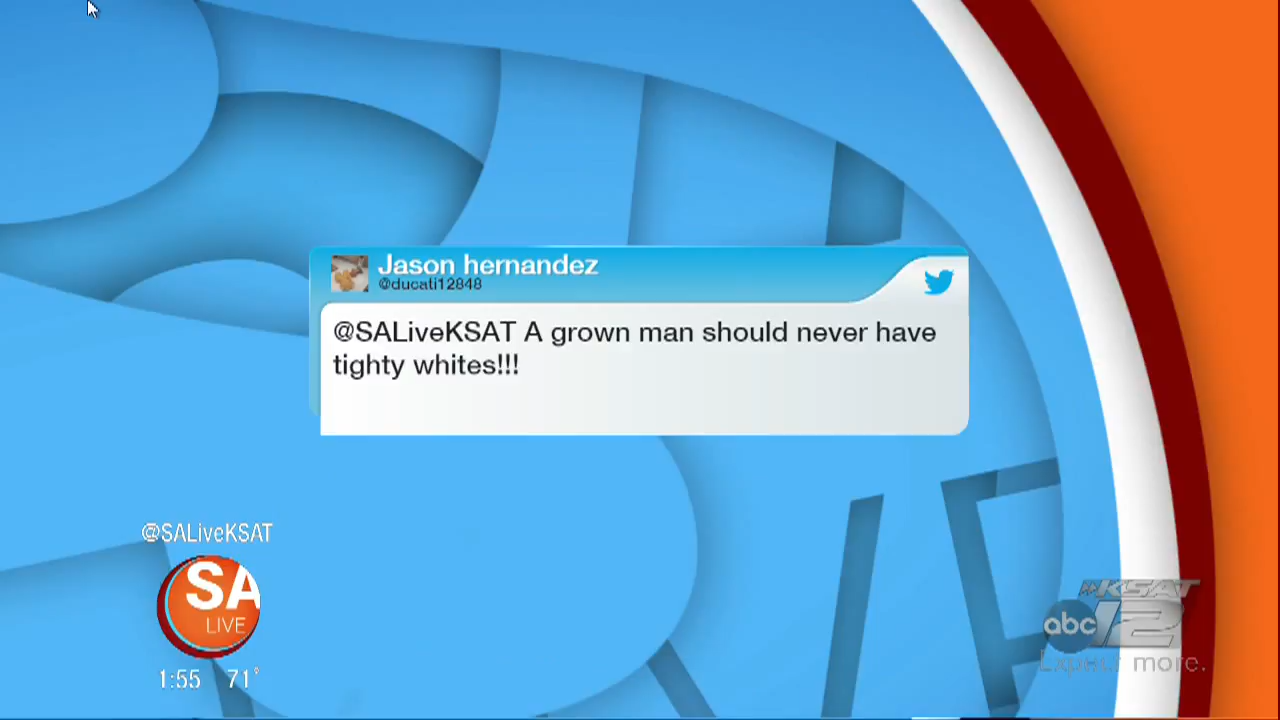 Jason hernandez
@ducati12848
@SALiveKSAT A grown man should never have
tighty whites!!!
@SALiveKSAT
SA
LIVE
1:55 71°
KSAT
abc 12
Expect more.